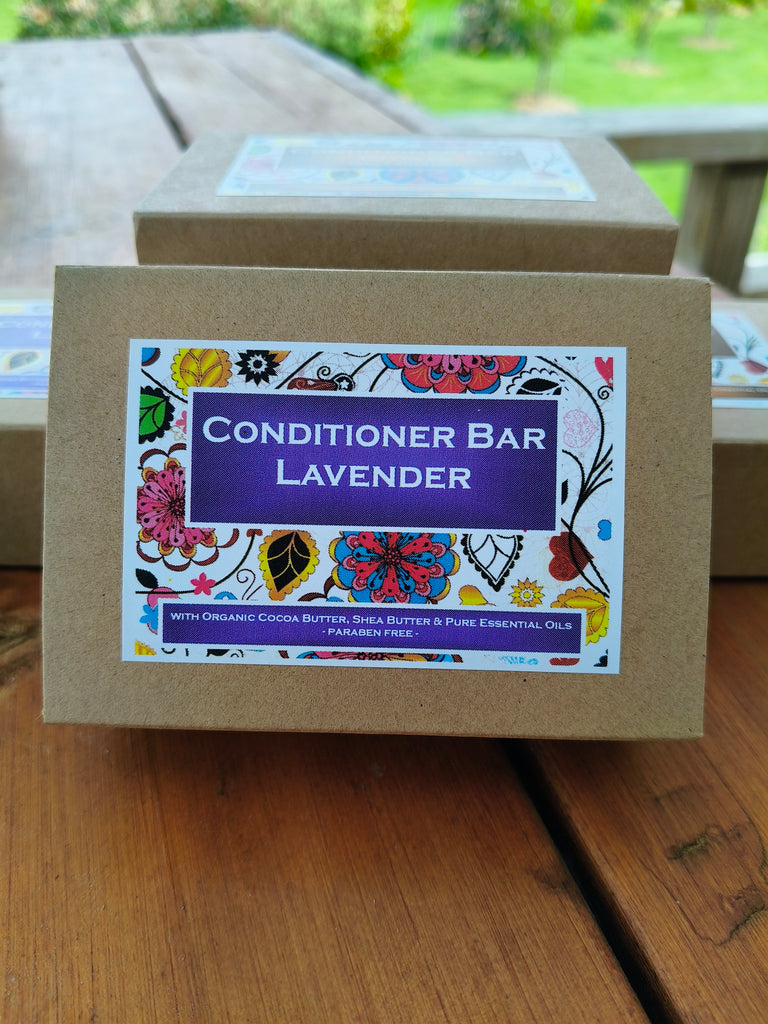 Conditioner Bar
Lavender
with Organic Cocoa Butter, Shea Butter & Pure Essential Oils
- paraben free -